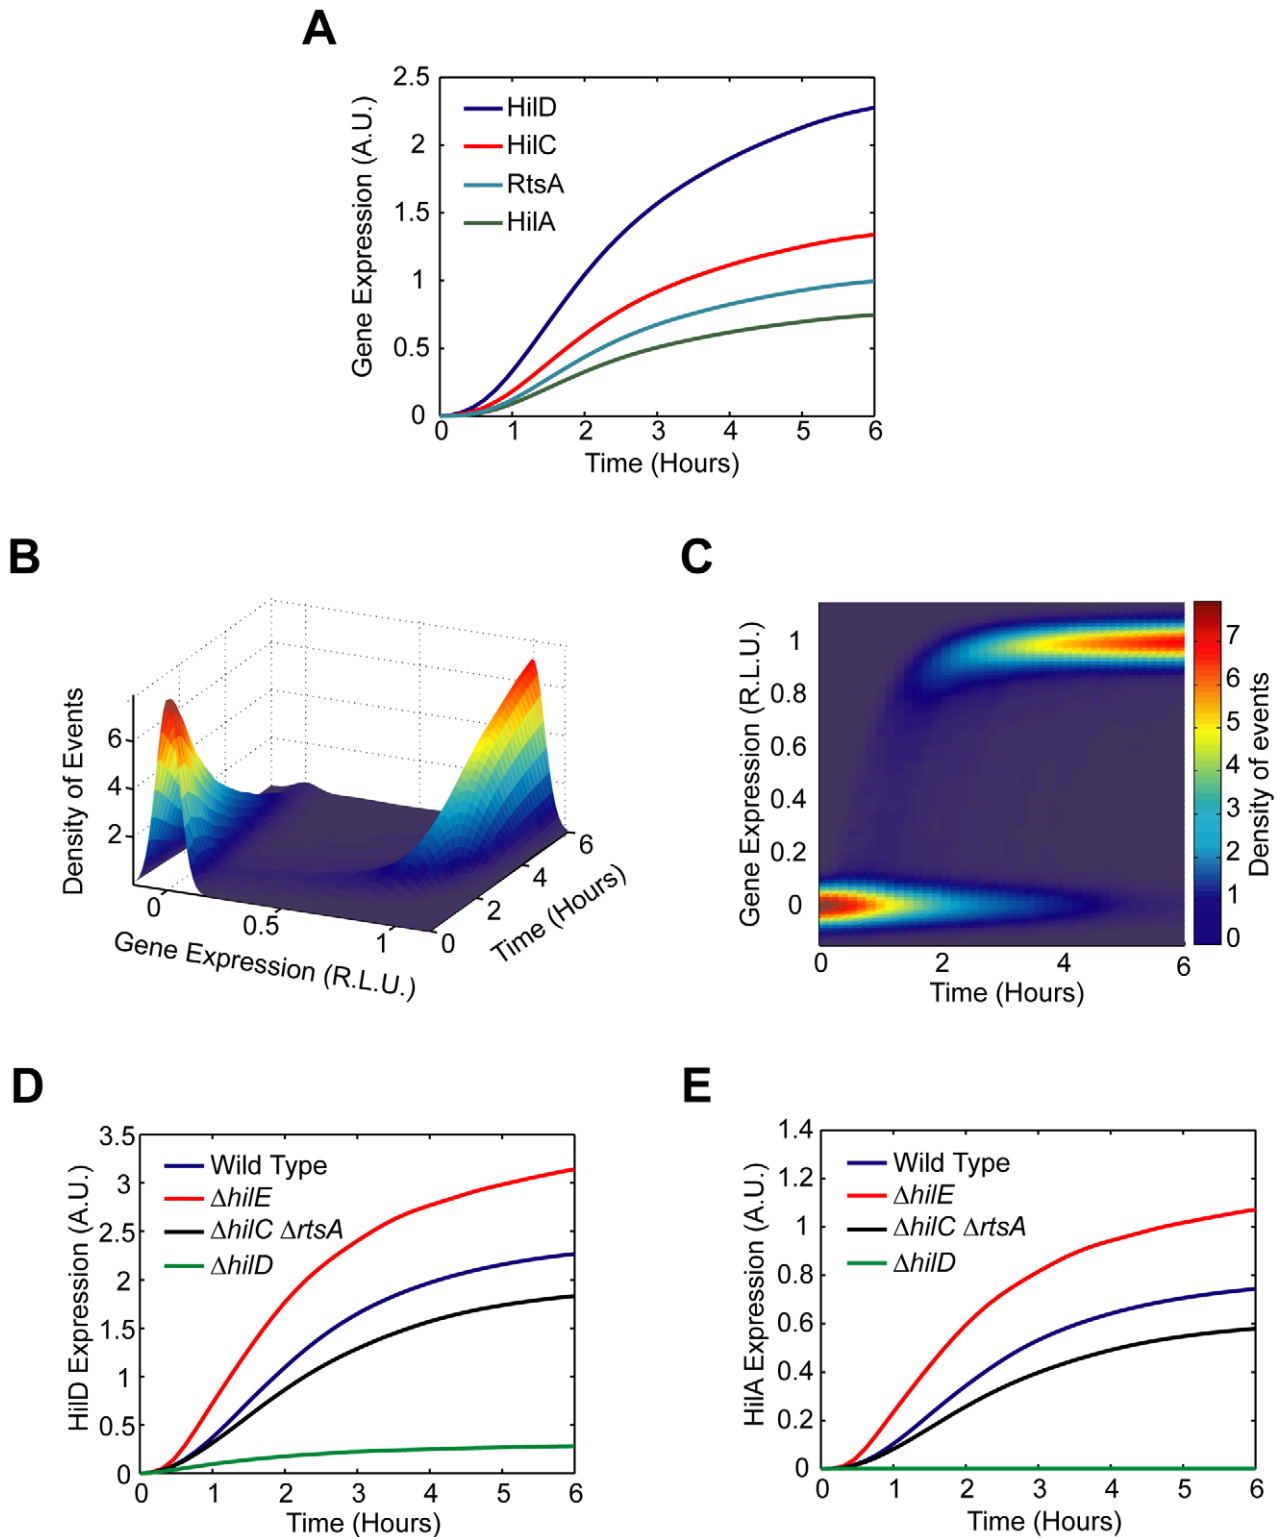 A
Gene Expression (A.U.)
2.5
2
1.5
1
0.5
0
HilD
HilC
RtsA
HilA
0 1 2 3 4 5 6
Time (Hours)
B
Density of Events
6
4
2
0
0.5
1
Gene Expression (R.L.U.)
0
2
4
6
Time (Hours)
C
Gene Expression (R.L.U.)
1
0.8
0.6
0.4
0.2
0
0 2 4 6
Time (Hours)
7
6
5
4
3
2
1
0
Density of events
D
HilD Expression (A.U.)
3.5
3
2.5
2
1.5
1
0.5
0
Wild Type
ΔhilE
ΔhilC ΔrtsA
ΔhilD
0 1 2 3 4 5 6
Time (Hours)
E
HilA Expression (A.U.)
1.4
1.2
1
0.8
0.6
0.4
0.2
0
Wild Type
ΔhilE
ΔhilC ΔrtsA
ΔhilD
0 1 2 3 4 5 6
Time (Hours)